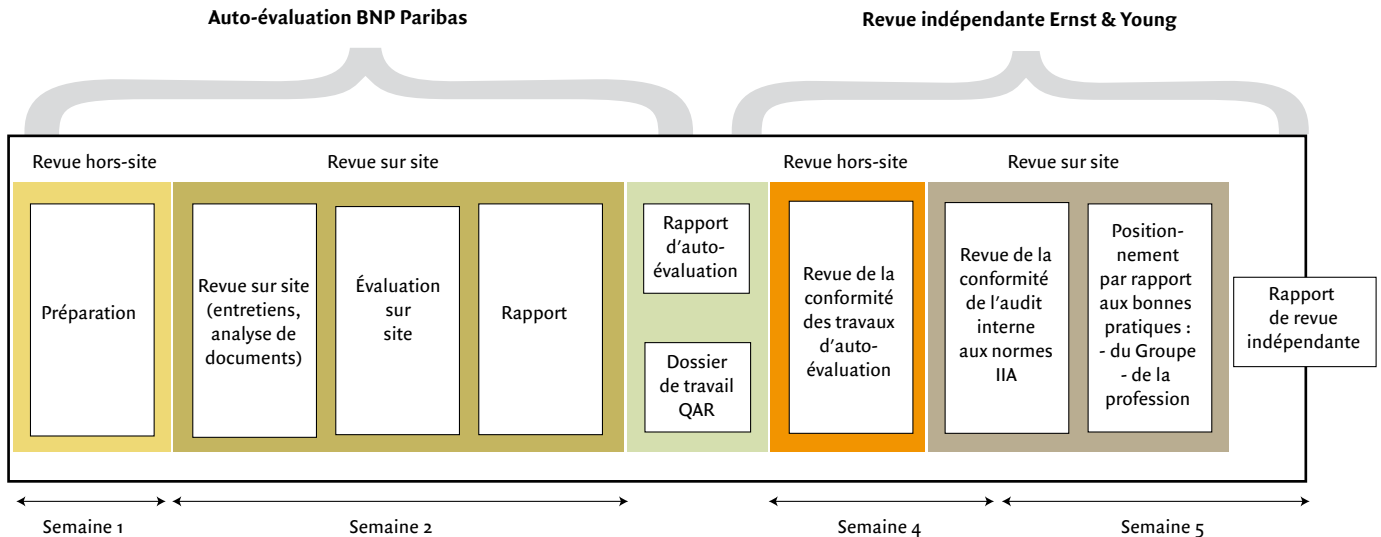 Auto-évaluation BNP Paribas
Revue indépendante Ernst & Young
Revue hors-site
Revue sur site
Revue hors-site
Revue sur site
Préparation
Revue sur site
(entretiens,
analyse de
documents)
Évaluation
sur
site
Rapport
Rapport
d'auto-
évaluation
Dossier
de travail
QAR
Revue de la
conformité
des travaux
d'auto-
évaluation
Revue de la
conformité
de l'audit
interne
aux normes
IIA
Position-
nement
par rapport
aux bonnes
pratiques :
- du Groupe
- de la
profession
Rapport
de revue
indépendante
Semaine 1
Semaine 2
Semaine 4
Semaine 5